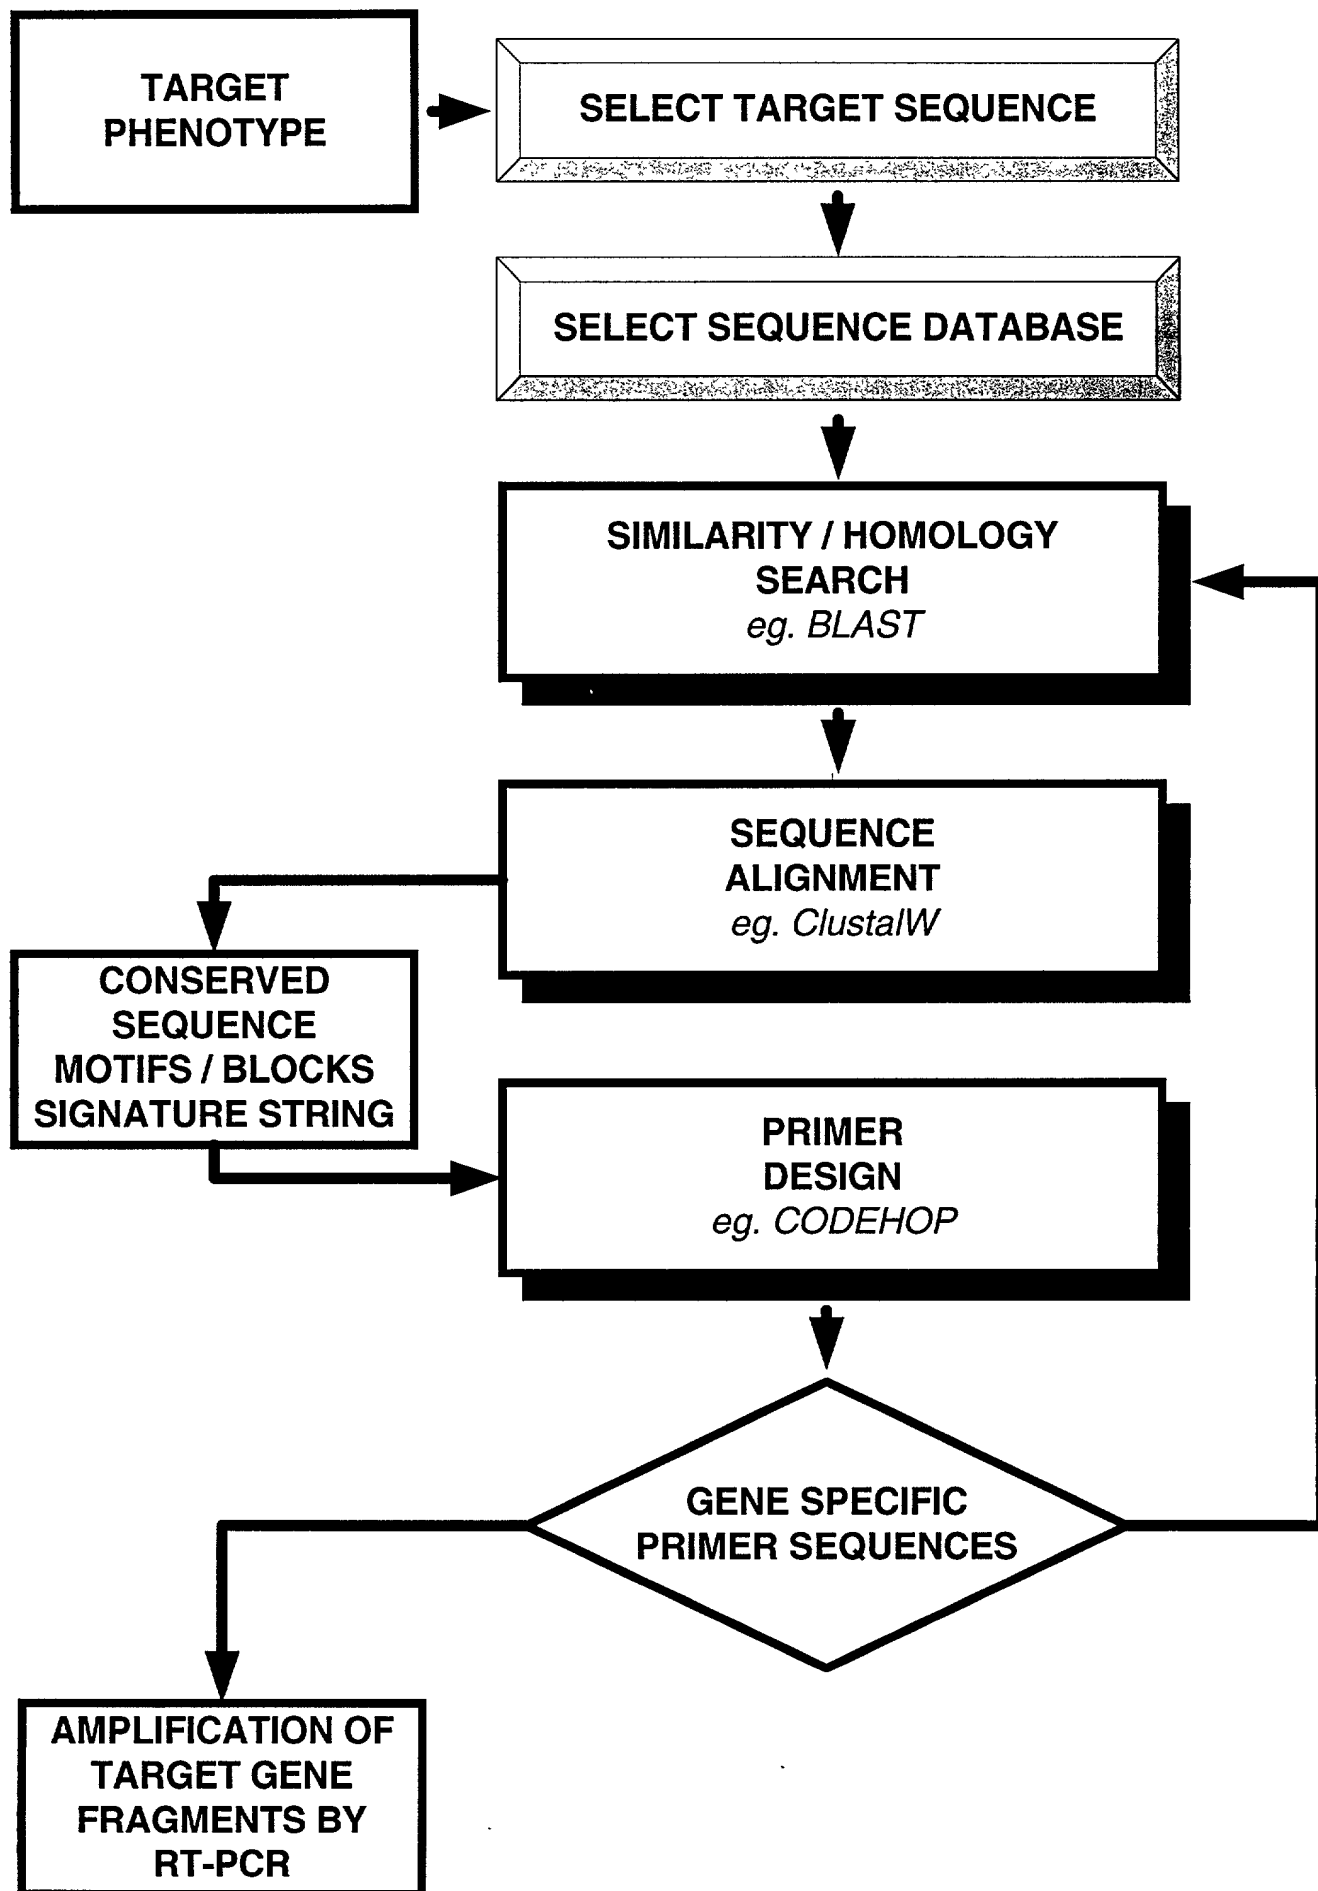 TARGET
PHENOTYPE
SELECT TARGET SEQUENCE
SELECT SEQUENCE DATABASE
SIMILARITY / HOMOLOGY
SEARCH
eg. BLAST
SEQUENCE
ALIGNMENT
eg. ClustalW
CONSERVED
SEQUENCE
MOTIFS / BLOCKS
SIGNATURE STRING
PRIMER
DESIGN
eg. CODEHOP
GENE SPECIFIC
PRIMER SEQUENCES
AMPLIFICATION OF
TARGET GENE
FRAGMENTS BY
RT-PCR